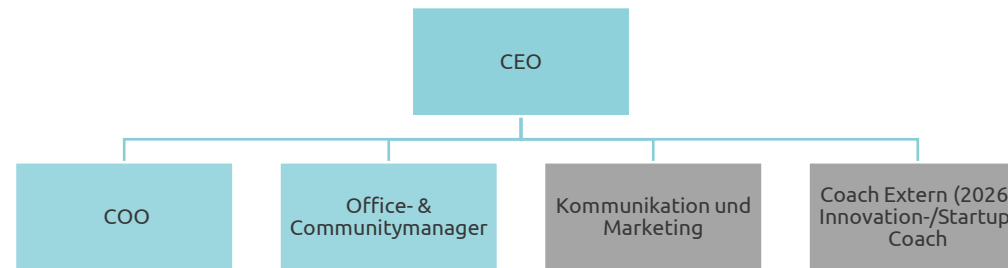 CEO
COO
Office- &
Communitymanager
Kommunikation und
Marketing
Coach Extern (2026
Innovation-/Startup
Coach